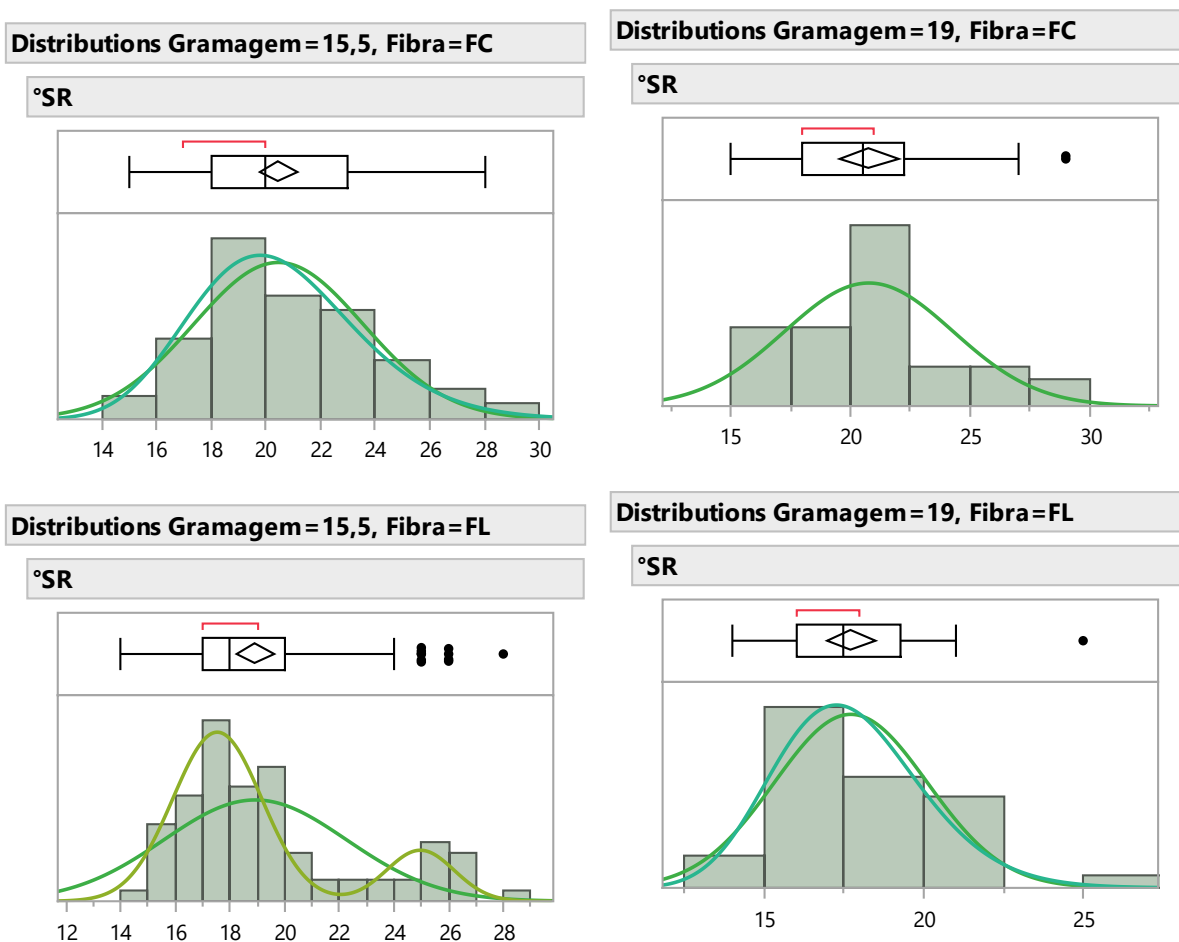 Distributions Gramagem=15,5, Fibra=FC
°SR
14 16 18 20 22 24 26 28 30
Distributions Gramagem=19, Fibra=FC
°SR
15 20 25 30
Distributions Gramagem=15,5, Fibra=FL
°SR
12 14 16 18 20 22 24 26 28
Distributions Gramagem=19, Fibra=FL
°SR
15 20 25